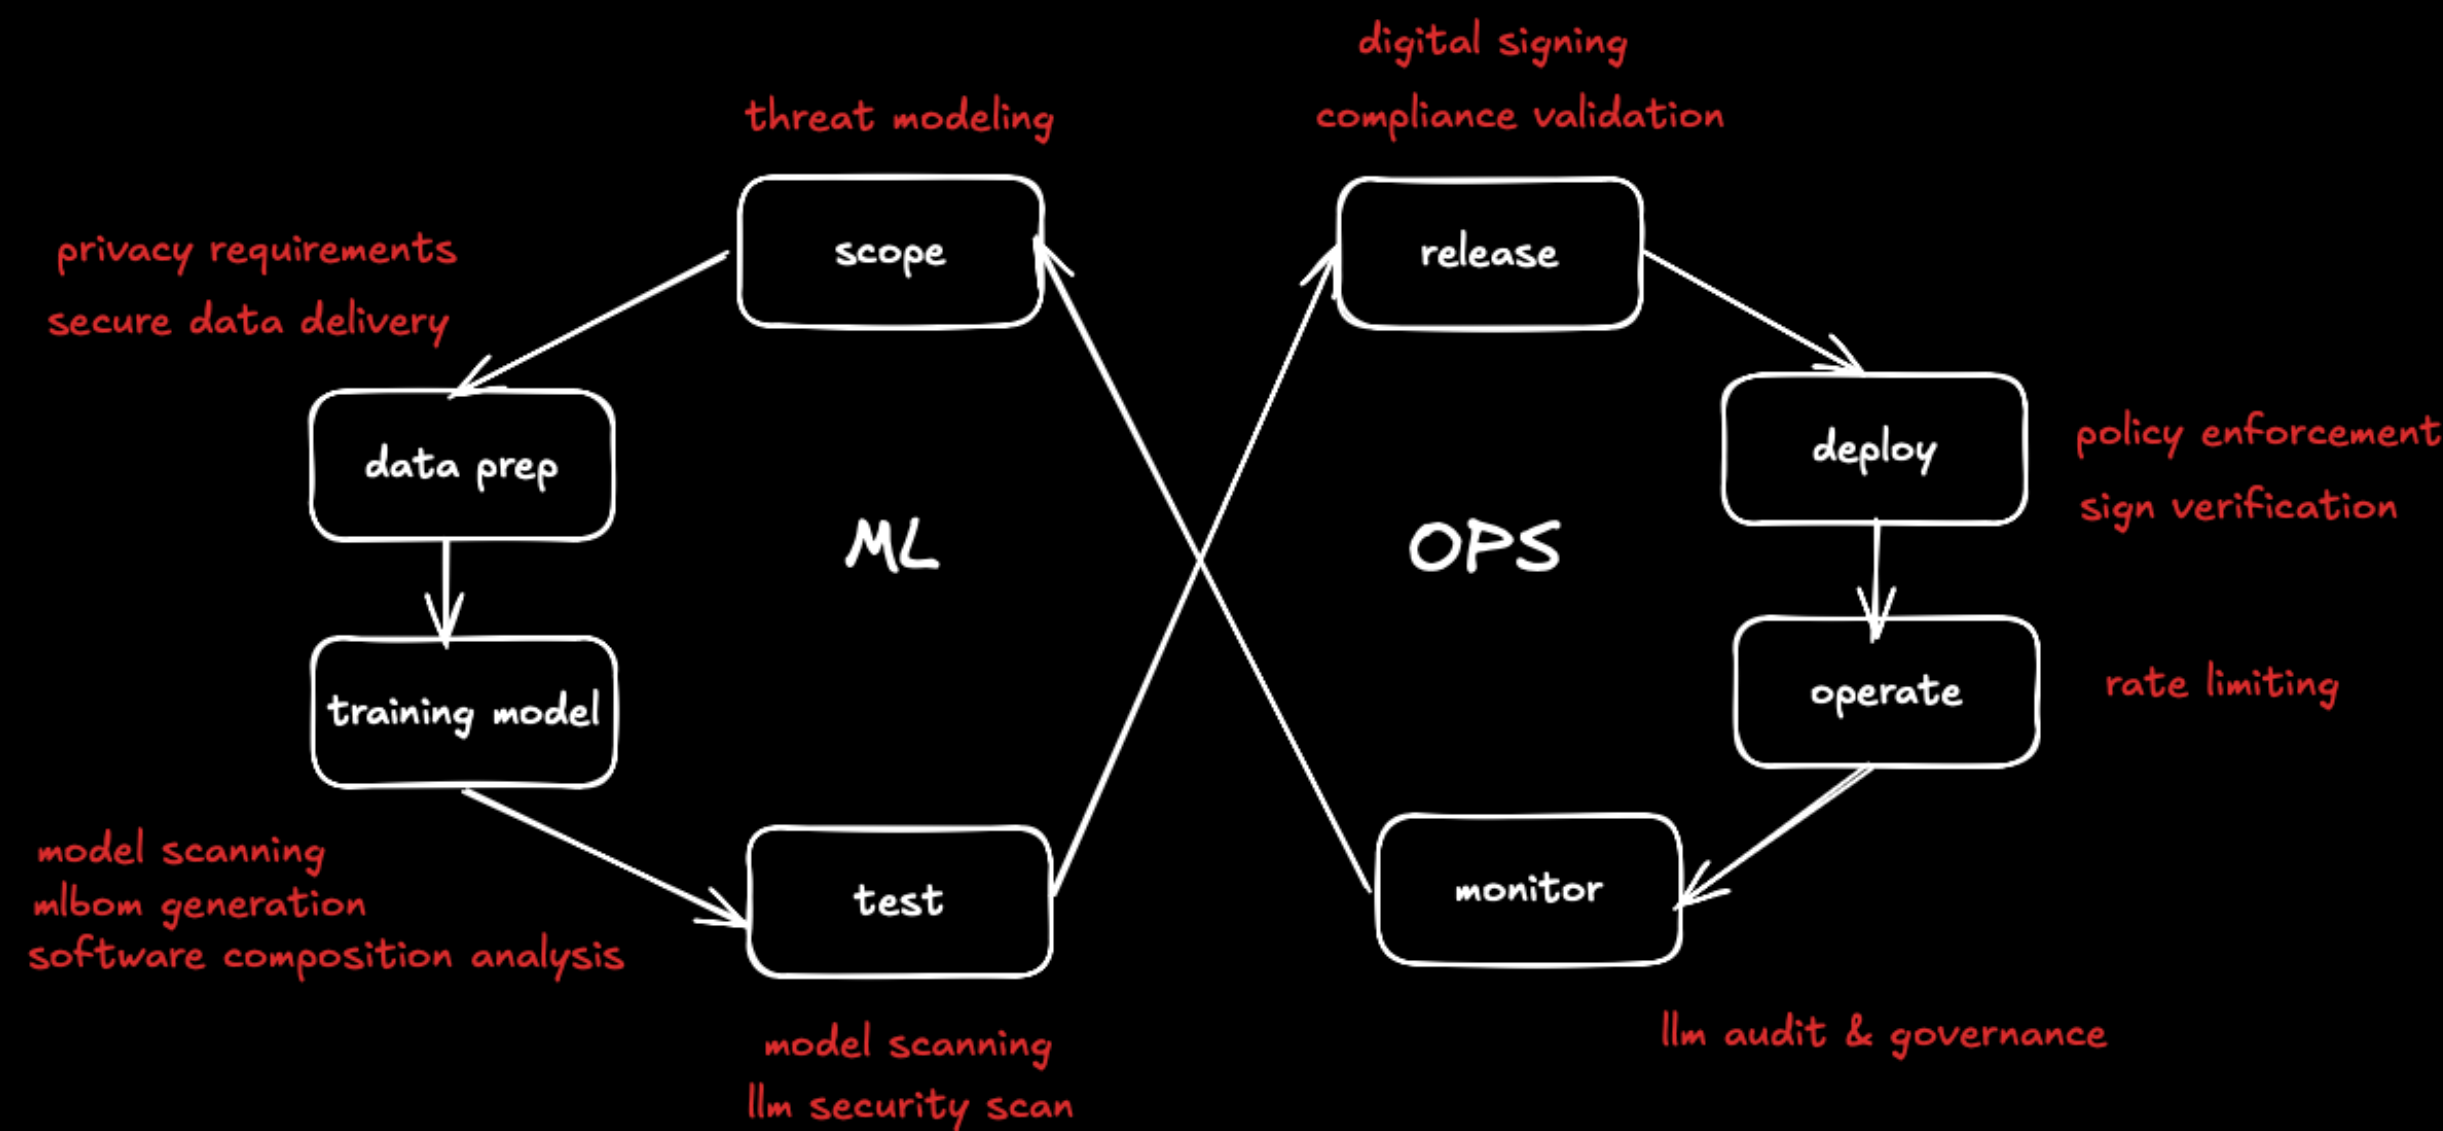 digital signing
threat modeling
compliance validation
scope
release
privacy requirements
secure data delivery
data prep
deploy
policy enforcement
sign verification
ML
OPS
training model
operate
rate limiting
model scanning
mlbom generation
software composition analysis
test
monitor
model scanning
llm security scan
llm audit & governance